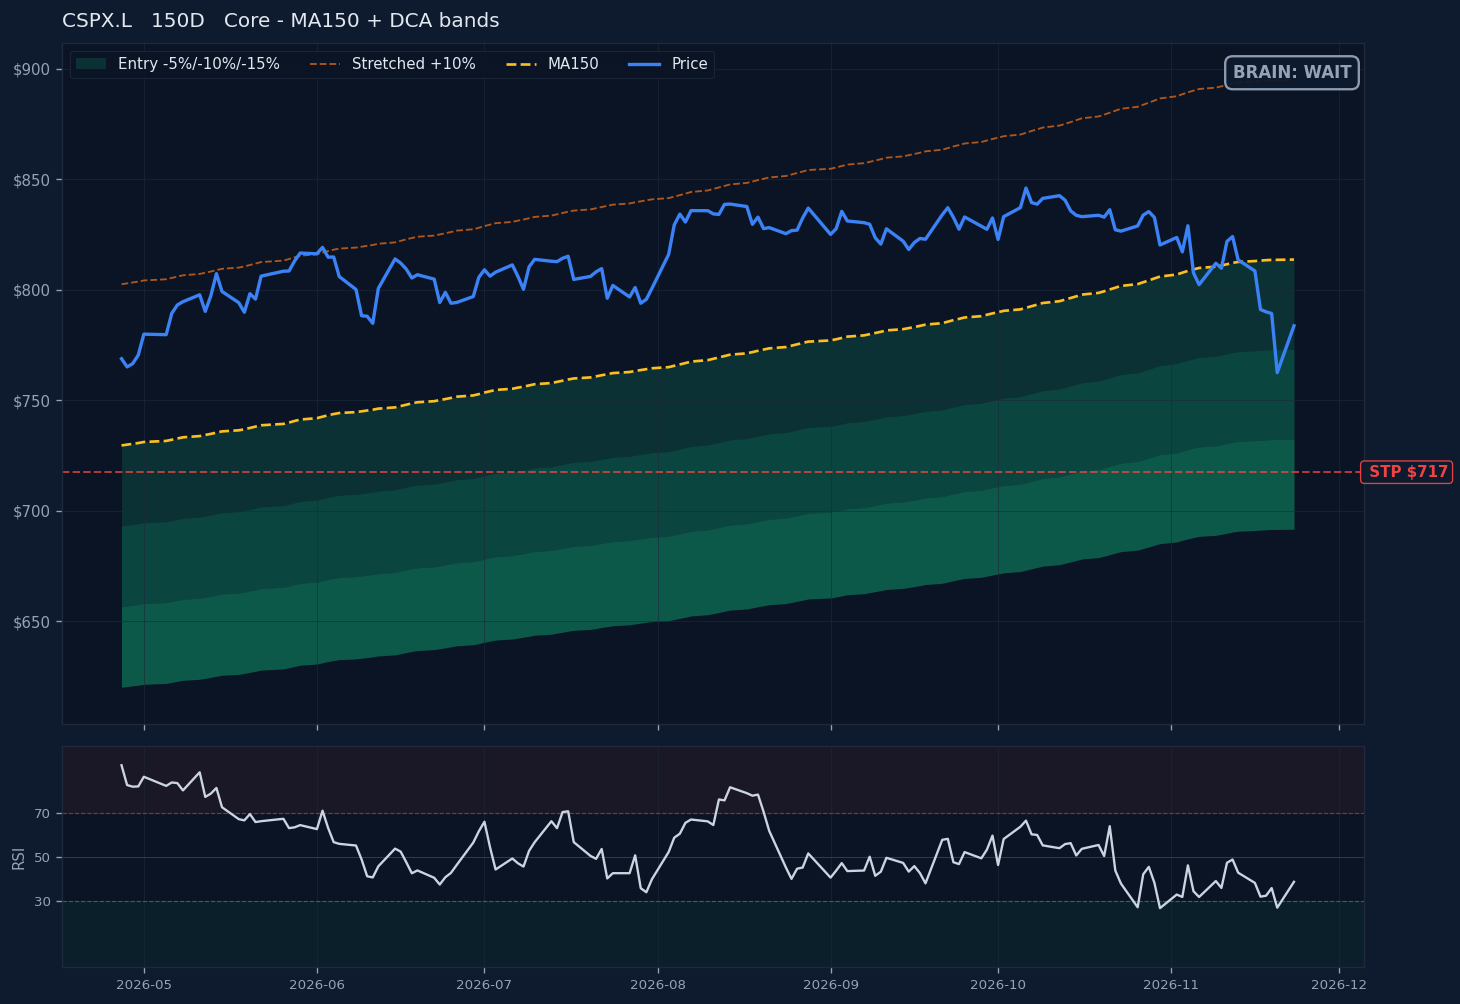 CSPX.L 150D Core - MA150 + DCA bands
Entry -5%/-10%/-15% Stretched +10% MA150 Price
BRAIN: WAIT
$900
$850
$800
$750
$700
$650
STP $717
RSI
70
50
30
2026-05 2026-06 2026-07 2026-08 2026-09 2026-10 2026-11 2026-12